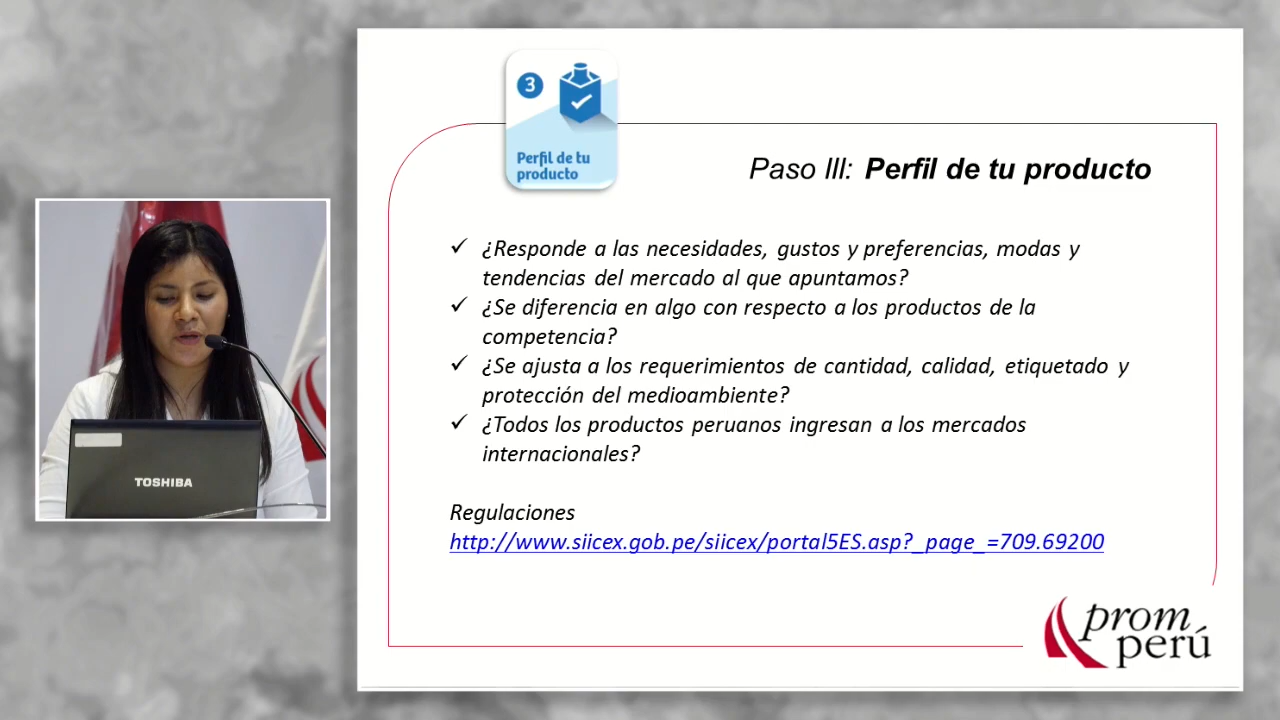 3
Perfil de tu
producto
Paso III: Perfil de tu producto
¿Responde a las necesidades, gustos y preferencias, modas y
tendencias del mercado al que apuntamos?
¿Se diferencia en algo con respecto a los productos de la
competencia?
¿Se ajusta a los requerimientos de cantidad, calidad, etiquetado y
protección del medioambiente?
¿Todos los productos peruanos ingresan a los mercados
internacionales?
Regulaciones
http://www.siicex.gob.pe/siicex/portal5ES.asp?_page_=709.69200
TOSHIBA
prom
perú